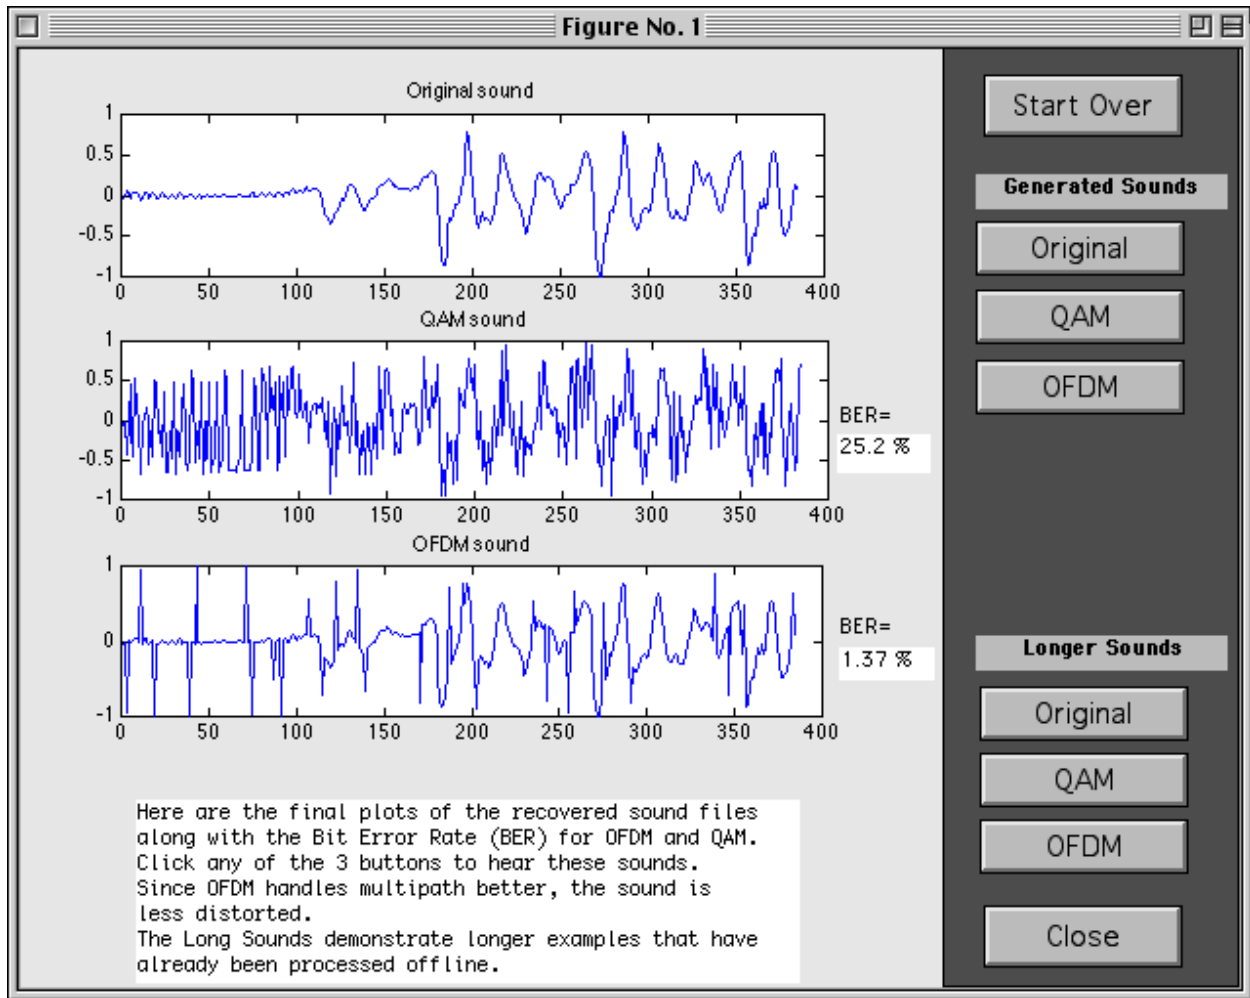 Figure No. 1
Original sound
1
0.5
0
-0.5
-1
0 50 100 150 200 250 300 350 400
QAM sound
1
0.5
0
-0.5
-1
0 50 100 150 200 250 300 350 400
BER=
25.2 %
OFDM sound
1
0
-1
0 50 100 150 200 250 300 350 400
BER=
1.37 %
Here are the final plots of the recovered sound files
along with the Bit Error Rate (BER) for OFDM and QAM.
Click any of the 3 buttons to hear these sounds.
Since OFDM handles multipath better, the sound is
less distorted.
The Long Sounds demonstrate longer examples that have
already been processed offline.
Start Over
Generated Sounds
Original
QAM
OFDM
Longer Sounds
Original
QAM
OFDM
Close